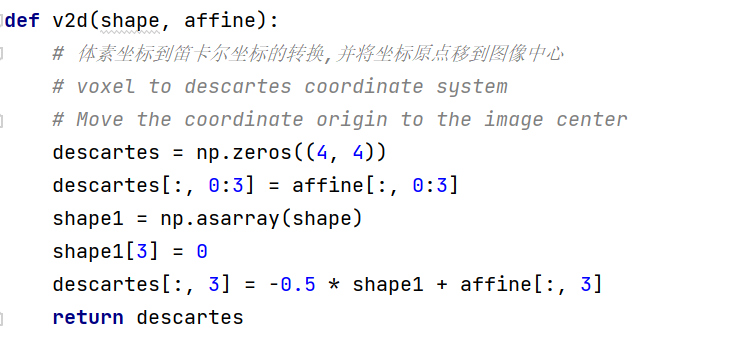 def v2d(shape, affine):
    # 体素坐标到笛卡尔坐标的转换,并将坐标原点移到图像中心
    # voxel to descartes coordinate system
    # Move the coordinate origin to the image center
    descartes = np.zeros((4, 4))
    descartes[:, 0:3] = affine[:, 0:3]
    shape1 = np.asarray(shape)
    shape1[3] = 0
    descartes[:, 3] = -0.5 * shape1 + affine[:, 3]
    return descartes